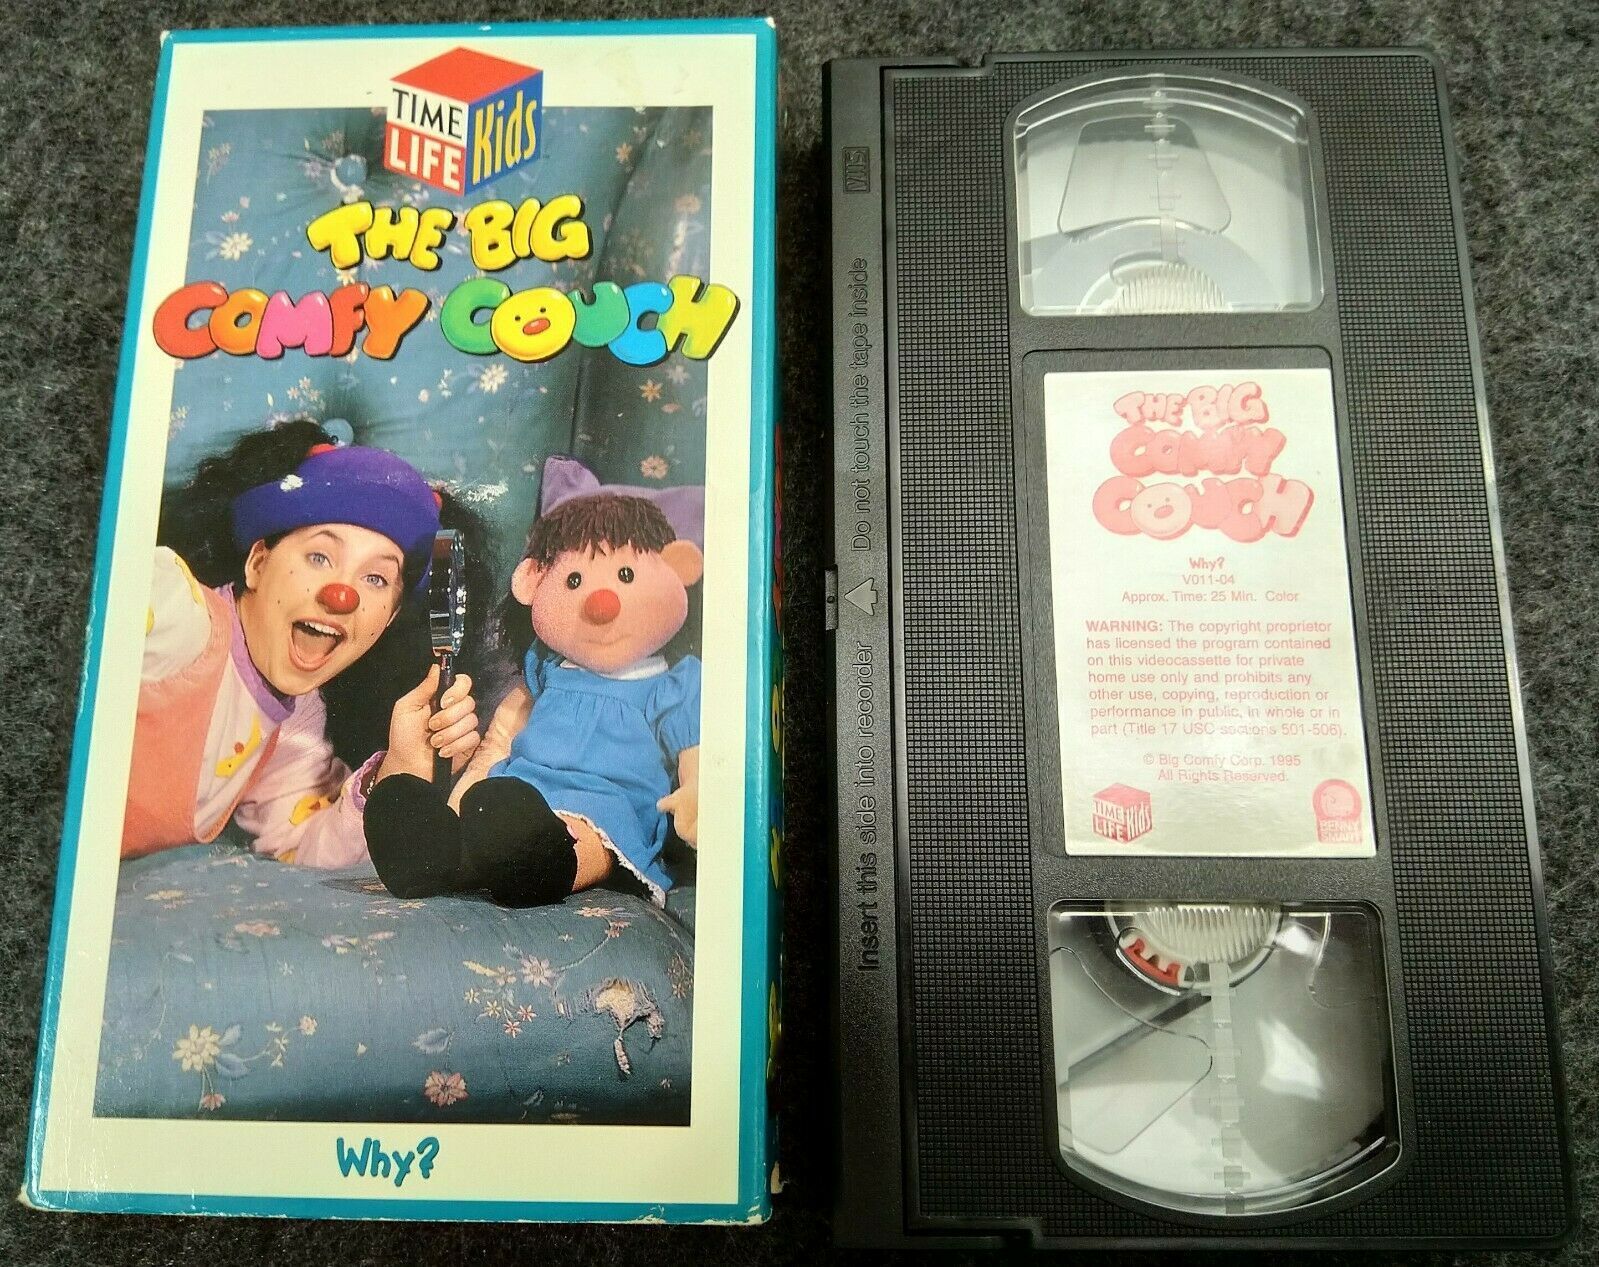 TIME
LIFE
Kids
THE BIG
COMFY COUCH
Why?
VHS
Insert this side into recorder
Do not touch the tape inside
THE BIG
COMFY
COUCH
Why?
V011-04
Approx. Time: 25 Min. Color
WARNING: The copyright proprietor
has licensed the program contained
on this videocassette for private
home use only and prohibits any
other use, copying, reproduction or
performance in public, in whole or in
part (Title 17 USC sections 501-506).
© Big Comfy Corp. 1995
All Rights Reserved.
TIME
LIFE
Kids
BENNY
SMART